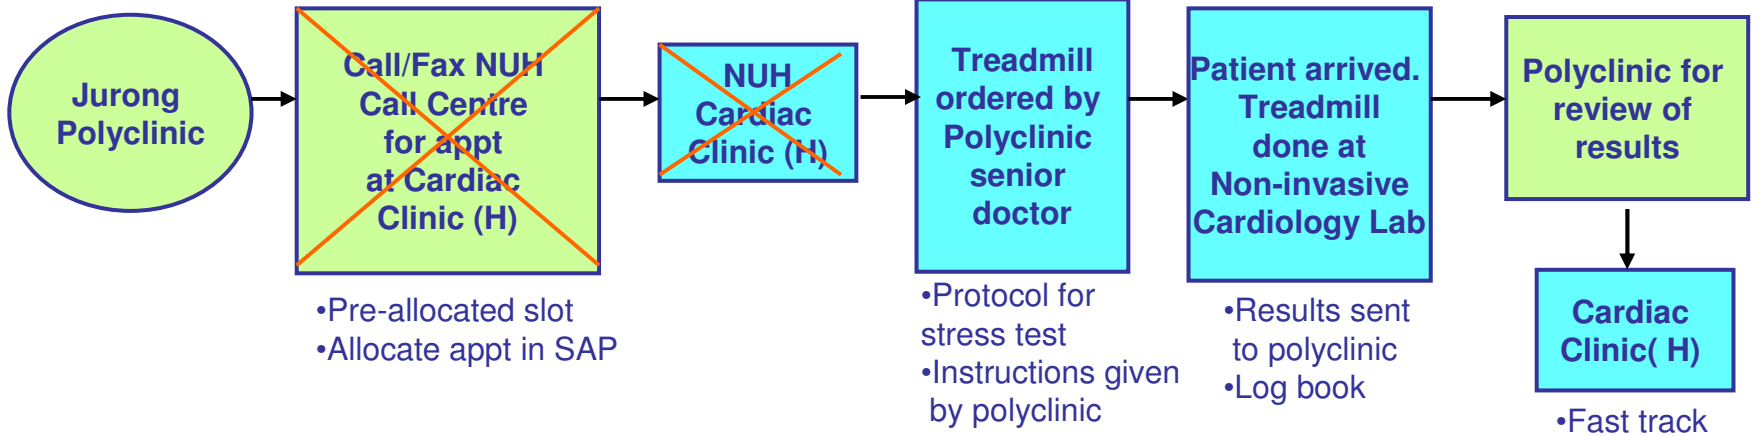 Jurong
Polyclinic
Call/Fax NUH
Call Centre
for appt
at Cardiac
Clinic (H)
•Pre-allocated slot
•Allocate appt in SAP
NUH
Cardiac
Clinic (H)
Treadmill
ordered by
Polyclinic
senior
doctor
•Protocol for
stress test
•Instructions given
by polyclinic
Patient arrived.
Treadmill
done at
Non-invasive
Cardiology Lab
•Results sent
to polyclinic
•Log book
Polyclinic for
review of
results
Cardiac
Clinic( H)
•Fast track